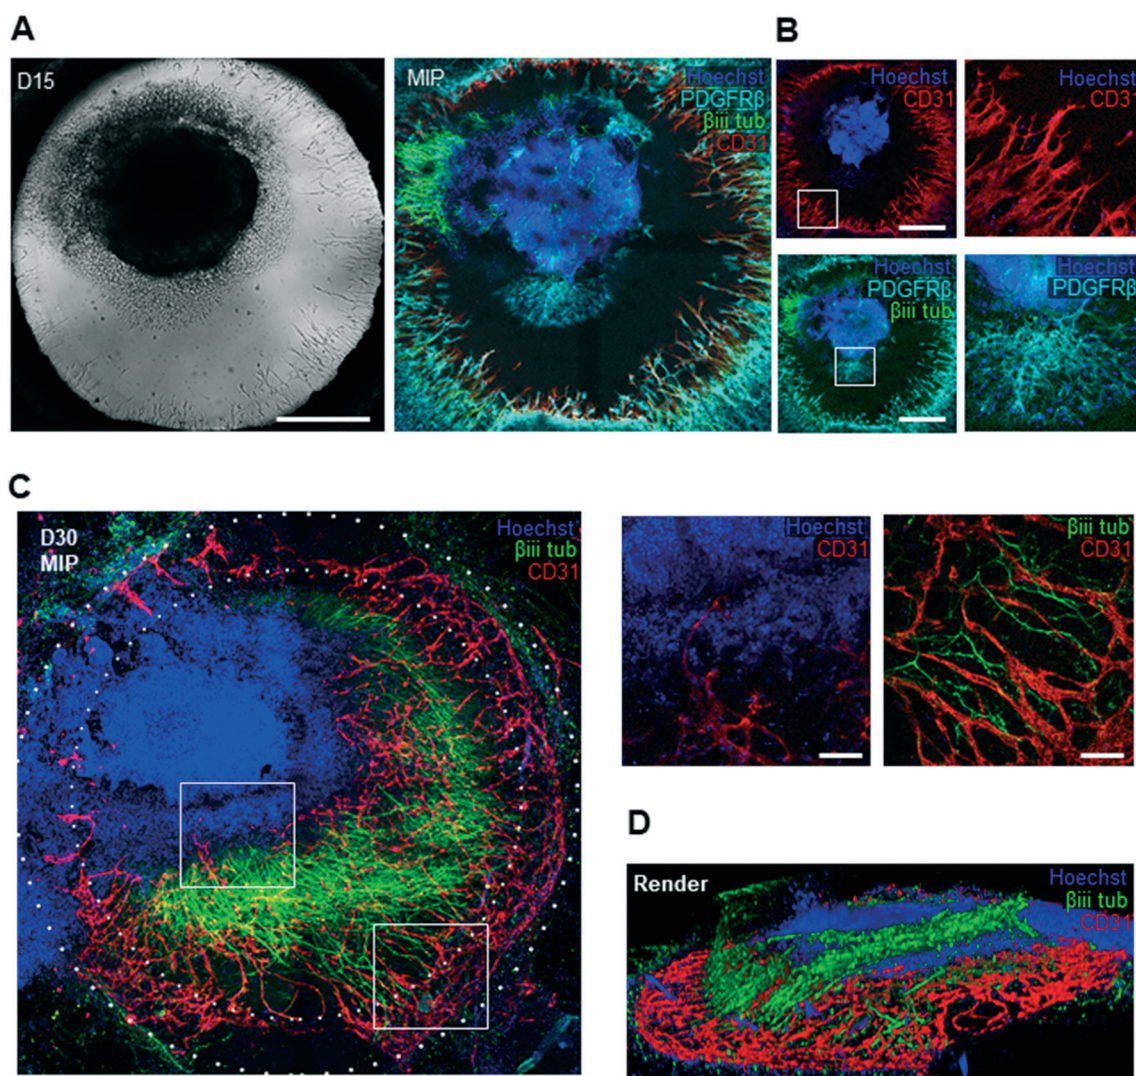 A
D15
MIP
Hoechst
PDGFRβ
βiii tub
CD31
B
Hoechst
CD31
Hoechst
CD31
Hoechst
PDGFRβ
βiii tub
Hoechst
PDGFRβ
C
D30
MIP
Hoechst
βiii tub
CD31
Hoechst
CD31
βiii tub
CD31
D
Render
Hoechst
βiii tub
CD31